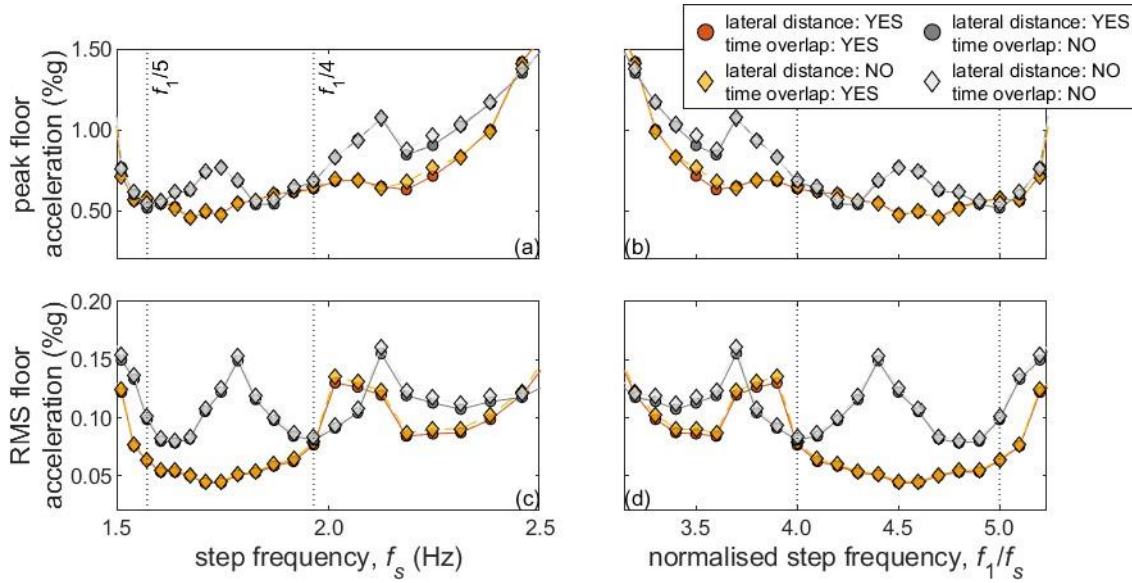 lateral distance: YES
time overlap: YES
lateral distance: YES
time overlap: NO
lateral distance: NO
time overlap: YES
lateral distance: NO
time overlap: NO
peak floor
acceleration (%g)
1.50
1.00
0.50
f1/5
f1/4
(a)
(b)
RMS floor
acceleration (%g)
0.20
0.15
0.10
0.05
(c)
(d)
1.5
2.0
2.5
step frequency, fs (Hz)
3.5
4.0
4.5
5.0
normalised step frequency, f1/fs